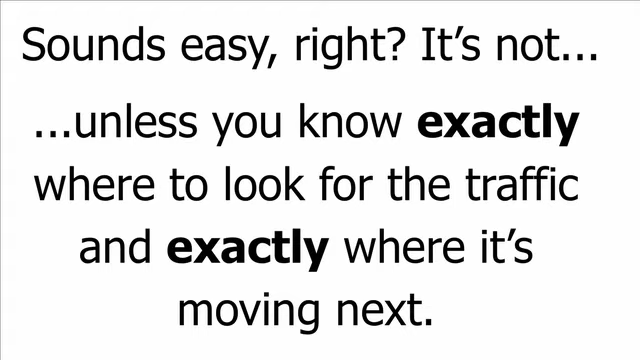 Sounds easy, right? It’s not...
...unless you know exactly
where to look for the traffic
and exactly where it’s
moving next.